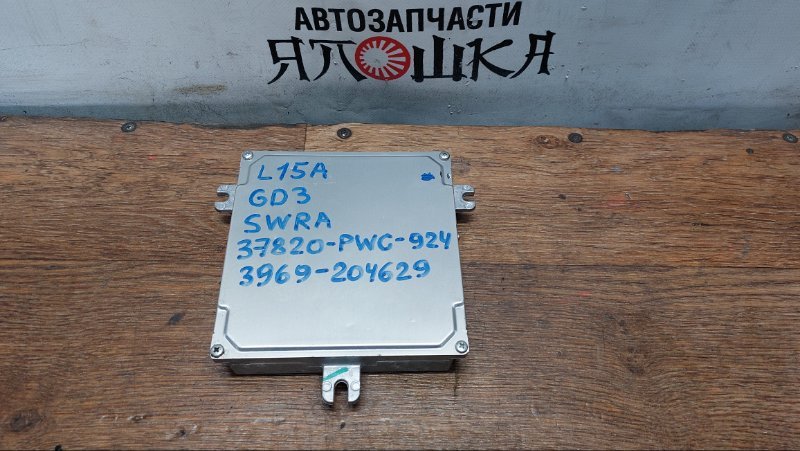 АВТОЗАПЧАСТИ
ЯПОШКА
L15A
GD3
SWRA
37820-PWC-924
3969-204629